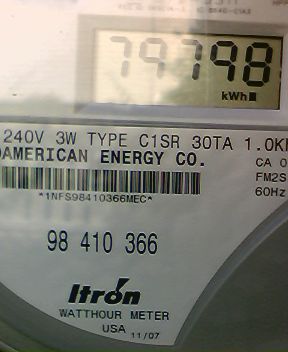 79798
kWh
240V 3W TYPE C1SR 30TA 1.0K
AMERICAN ENERGY CO.
CA 0
FM2S
60Hz
*1NFS98410366MEC*
98 410 366
Itron
WATTHOUR METER
USA 11/07